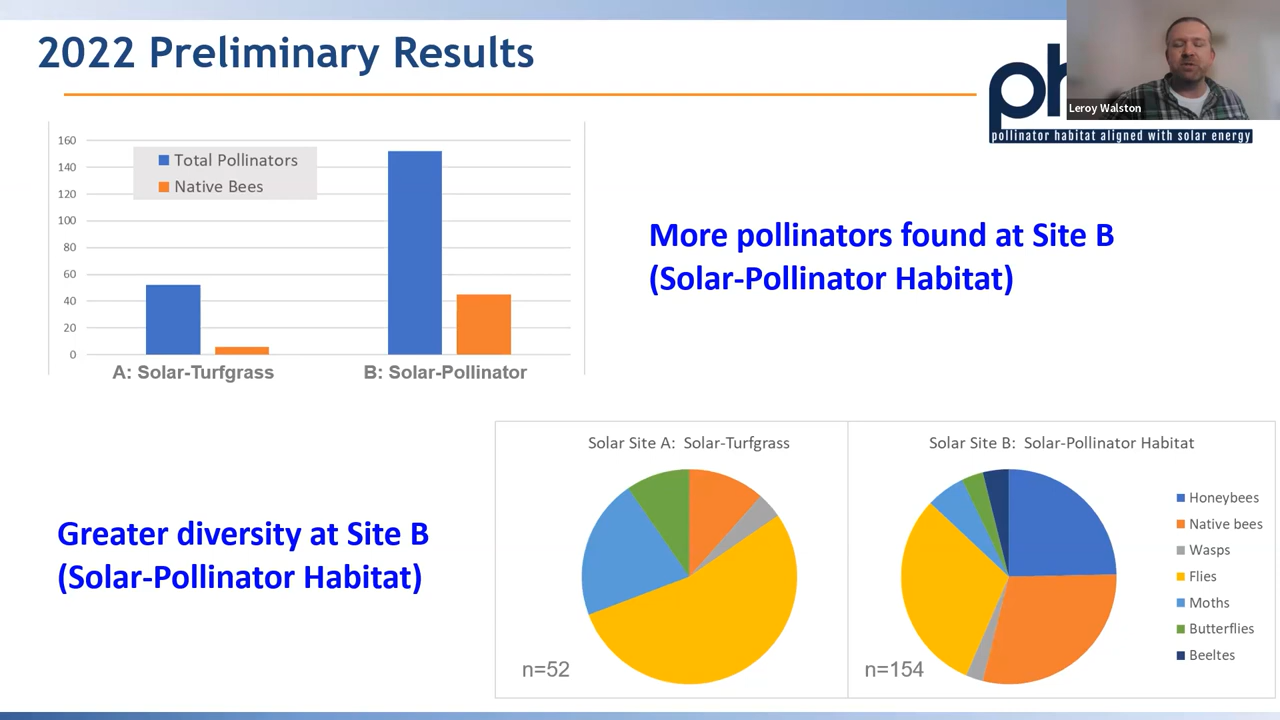 2022 Preliminary Results
ph
Leroy Walston
pollinator habitat aligned with solar energy
160
140
120
100
80
60
40
20
0
Total Pollinators
Native Bees
A: Solar-Turfgrass
B: Solar-Pollinator
More pollinators found at Site B
(Solar-Pollinator Habitat)
Greater diversity at Site B
(Solar-Pollinator Habitat)
Solar Site A: Solar-Turfgrass
n=52
Solar Site B: Solar-Pollinator Habitat
n=154
Honeybees
Native bees
Wasps
Flies
Moths
Butterflies
Beeltes